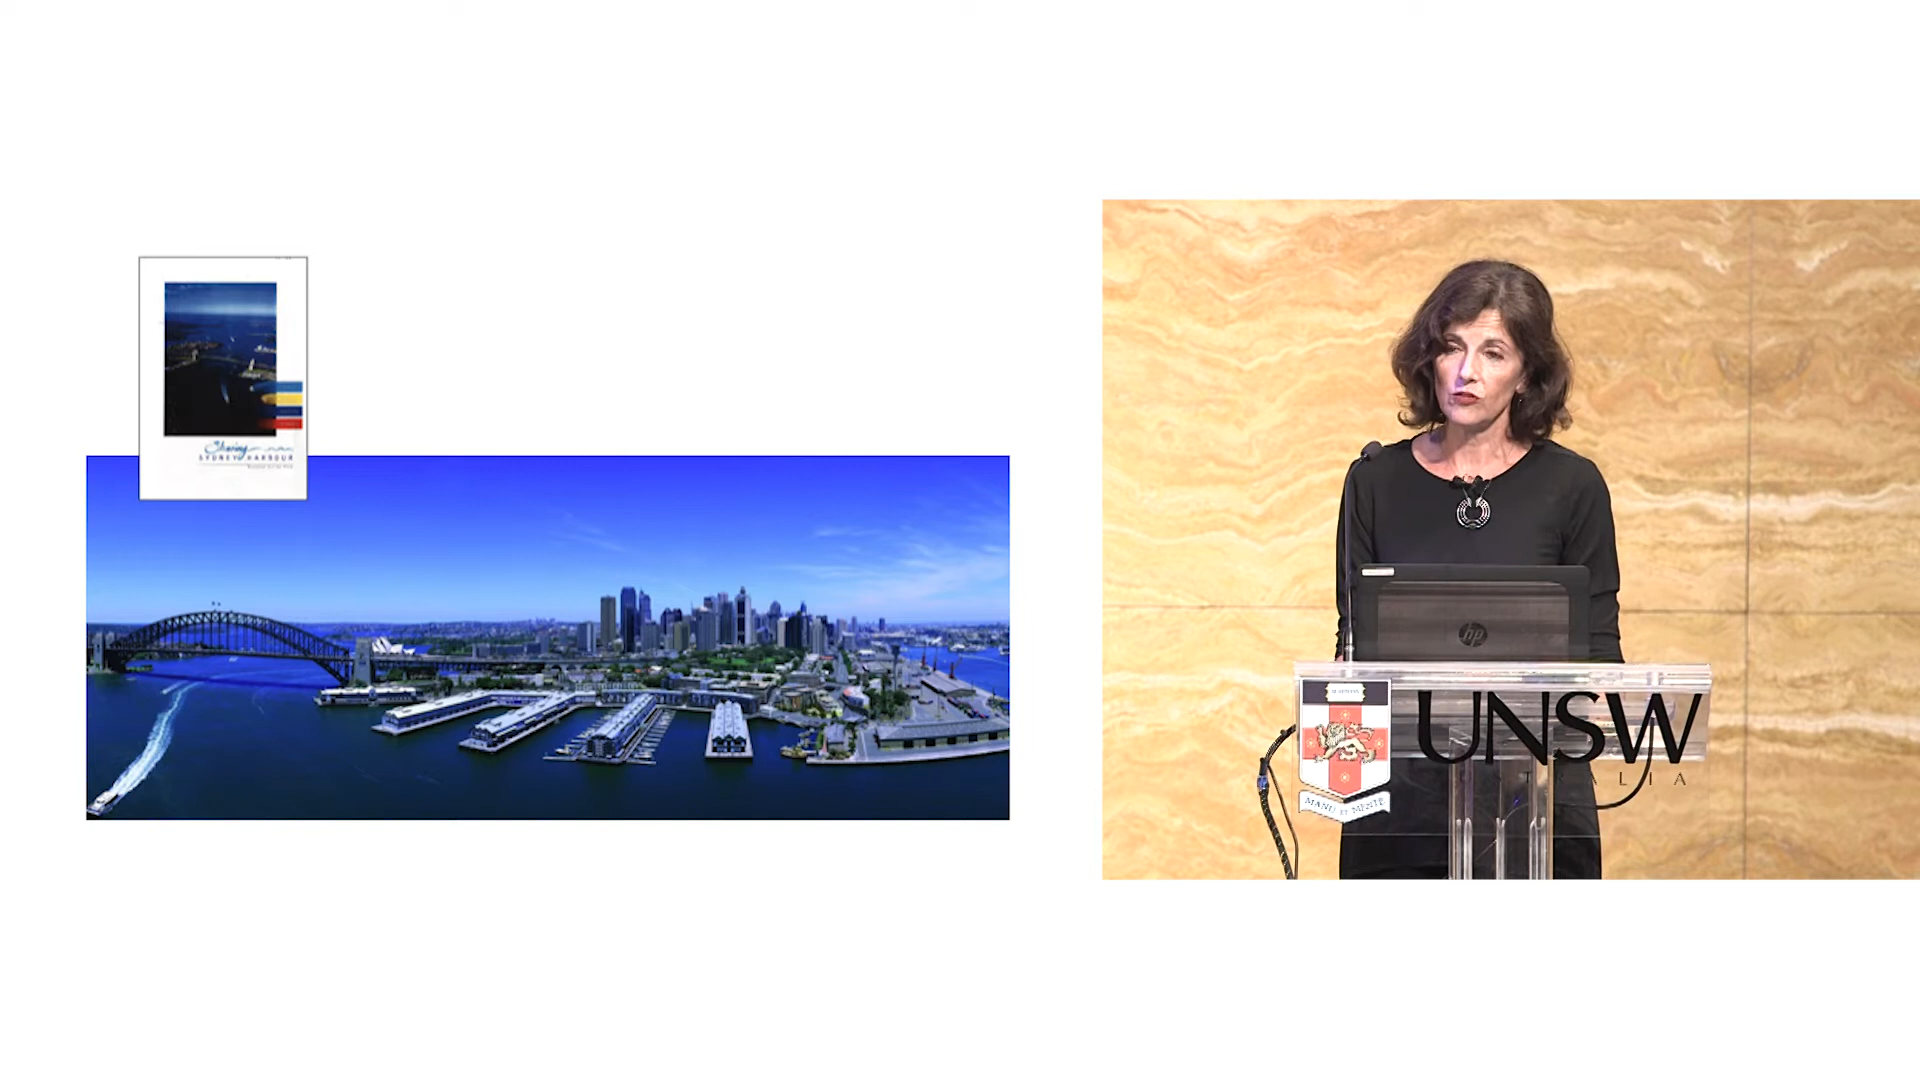 Sharing
SYDNEY HARBOUR
hp
UNSW
MANU ET MENTE